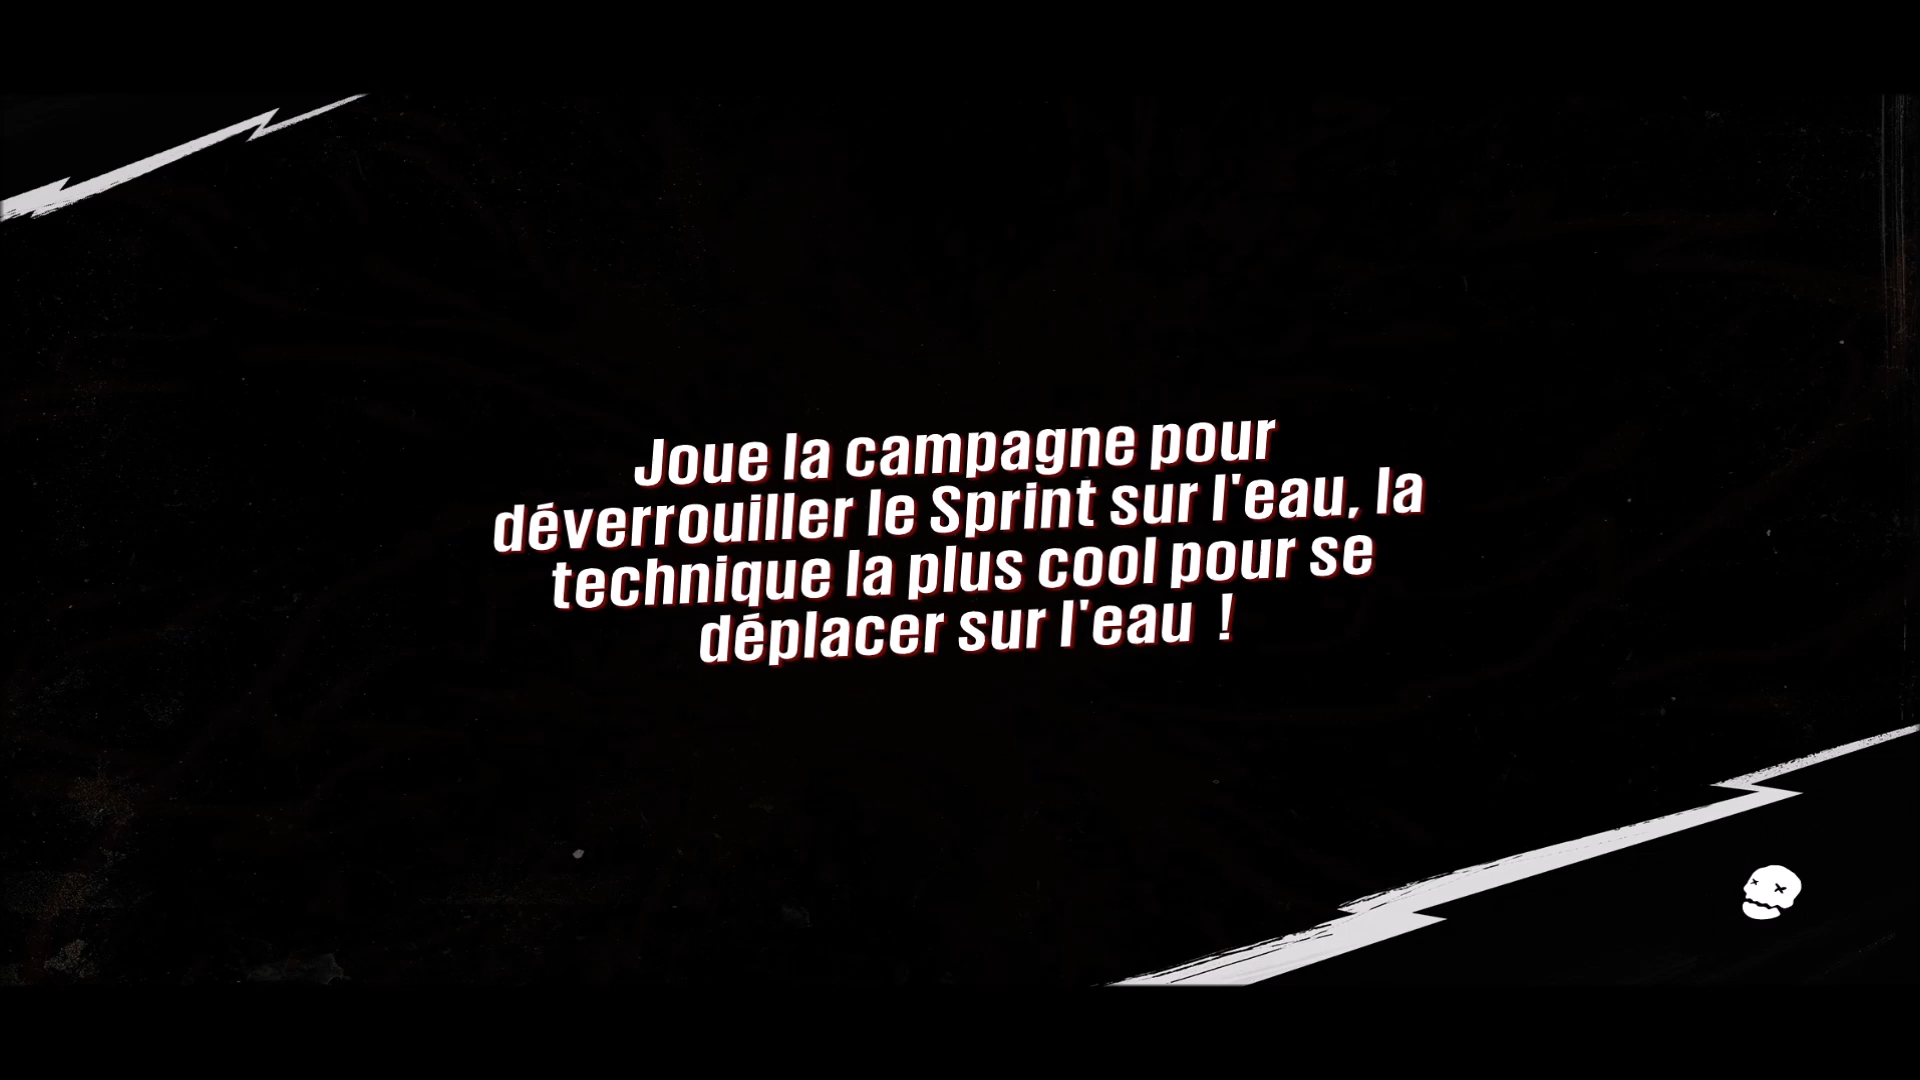 Joue la campagne pour
déverrouiller le Sprint sur l'eau, la
technique la plus cool pour se
déplacer sur l'eau !